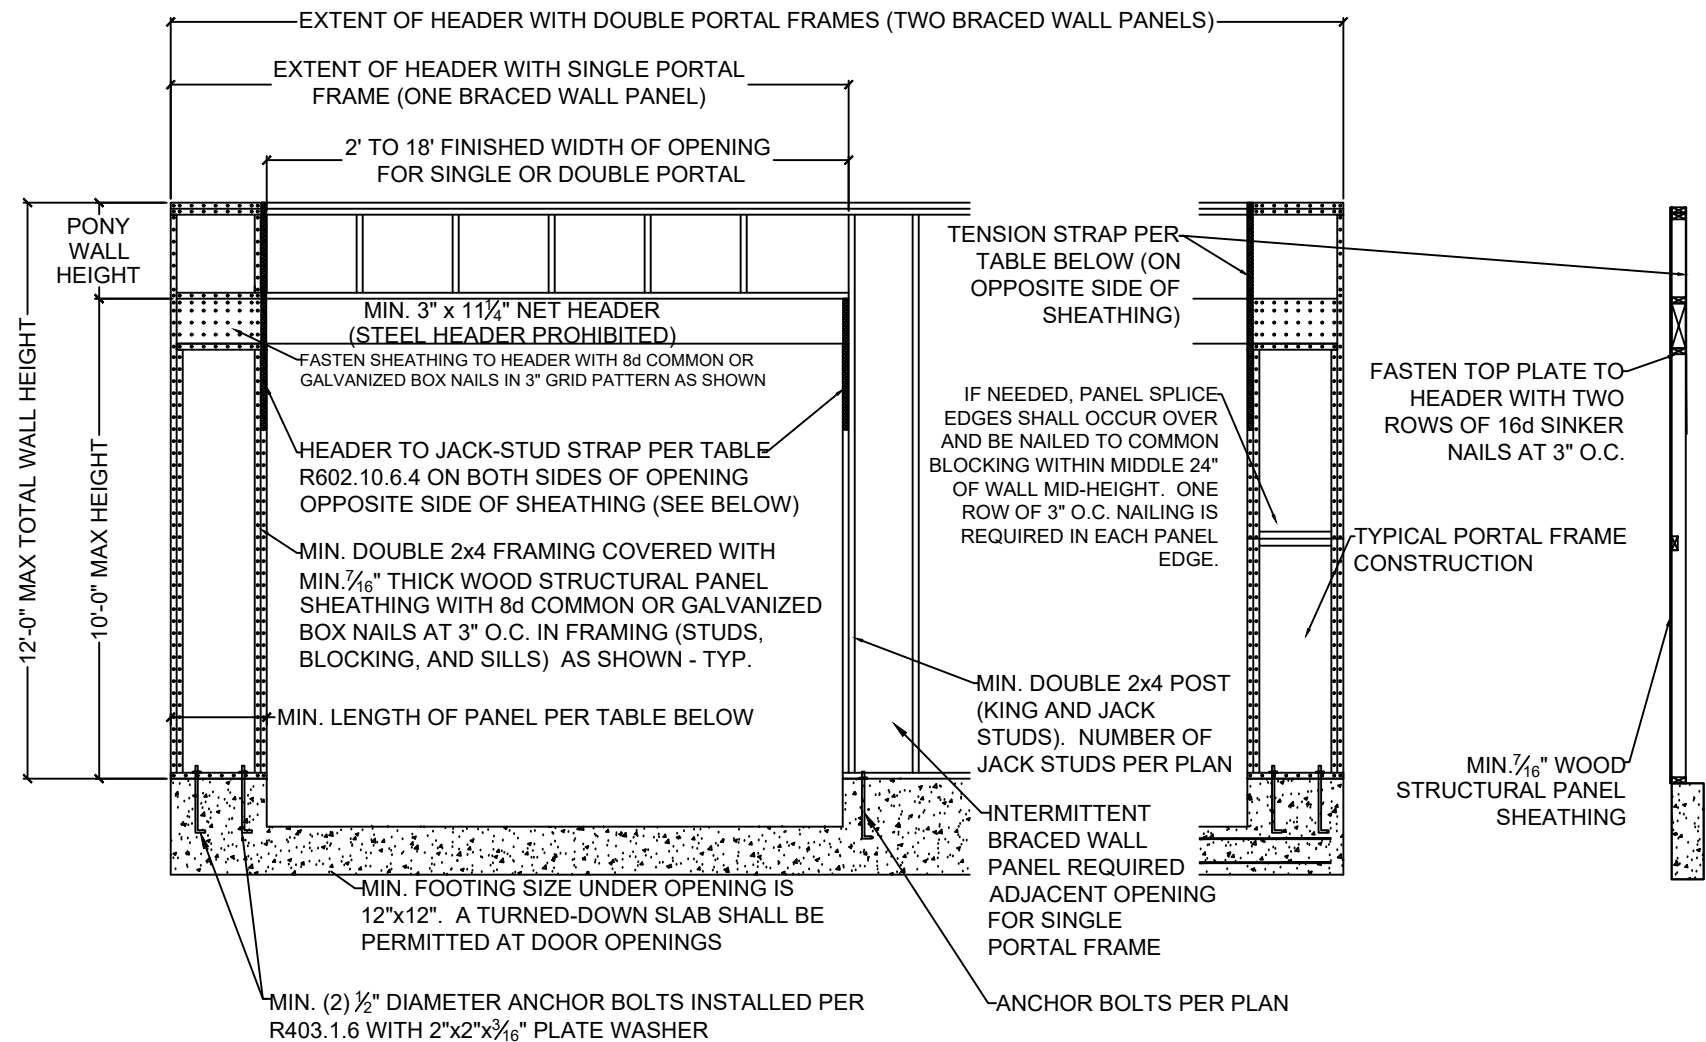 EXTENT OF HEADER WITH DOUBLE PORTAL FRAMES (TWO BRACED WALL PANELS)
EXTENT OF HEADER WITH SINGLE PORTAL
FRAME (ONE BRACED WALL PANEL)
2' TO 18' FINISHED WIDTH OF OPENING
FOR SINGLE OR DOUBLE PORTAL
PONY
WALL
HEIGHT
12'-0" MAX TOTAL WALL HEIGHT
10'-0" MAX HEIGHT
MIN. 3" x 11¼" NET HEADER
(STEEL HEADER PROHIBITED)
FASTEN SHEATHING TO HEADER WITH 8d COMMON OR
GALVANIZED BOX NAILS IN 3" GRID PATTERN AS SHOWN
HEADER TO JACK-STUD STRAP PER TABLE
R602.10.6.4 ON BOTH SIDES OF OPENING
OPPOSITE SIDE OF SHEATHING (SEE BELOW)
MIN. DOUBLE 2x4 FRAMING COVERED WITH
MIN.7⁄16" THICK WOOD STRUCTURAL PANEL
SHEATHING WITH 8d COMMON OR GALVANIZED
BOX NAILS AT 3" O.C. IN FRAMING (STUDS,
BLOCKING, AND SILLS) AS SHOWN - TYP.
MIN. LENGTH OF PANEL PER TABLE BELOW
MIN. FOOTING SIZE UNDER OPENING IS
12"x12". A TURNED-DOWN SLAB SHALL BE
PERMITTED AT DOOR OPENINGS
MIN. (2) ½" DIAMETER ANCHOR BOLTS INSTALLED PER
R403.1.6 WITH 2"x2"x3⁄16" PLATE WASHER
TENSION STRAP PER
TABLE BELOW (ON
OPPOSITE SIDE OF
SHEATHING)
IF NEEDED, PANEL SPLICE
EDGES SHALL OCCUR OVER
AND BE NAILED TO COMMON
BLOCKING WITHIN MIDDLE 24"
OF WALL MID-HEIGHT. ONE
ROW OF 3" O.C. NAILING IS
REQUIRED IN EACH PANEL
EDGE.
MIN. DOUBLE 2x4 POST
(KING AND JACK
STUDS). NUMBER OF
JACK STUDS PER PLAN
INTERMITTENT
BRACED WALL
PANEL REQUIRED
ADJACENT OPENING
FOR SINGLE
PORTAL FRAME
ANCHOR BOLTS PER PLAN
FASTEN TOP PLATE TO
HEADER WITH TWO
ROWS OF 16d SINKER
NAILS AT 3" O.C.
TYPICAL PORTAL FRAME
CONSTRUCTION
MIN.7⁄16" WOOD
STRUCTURAL PANEL
SHEATHING